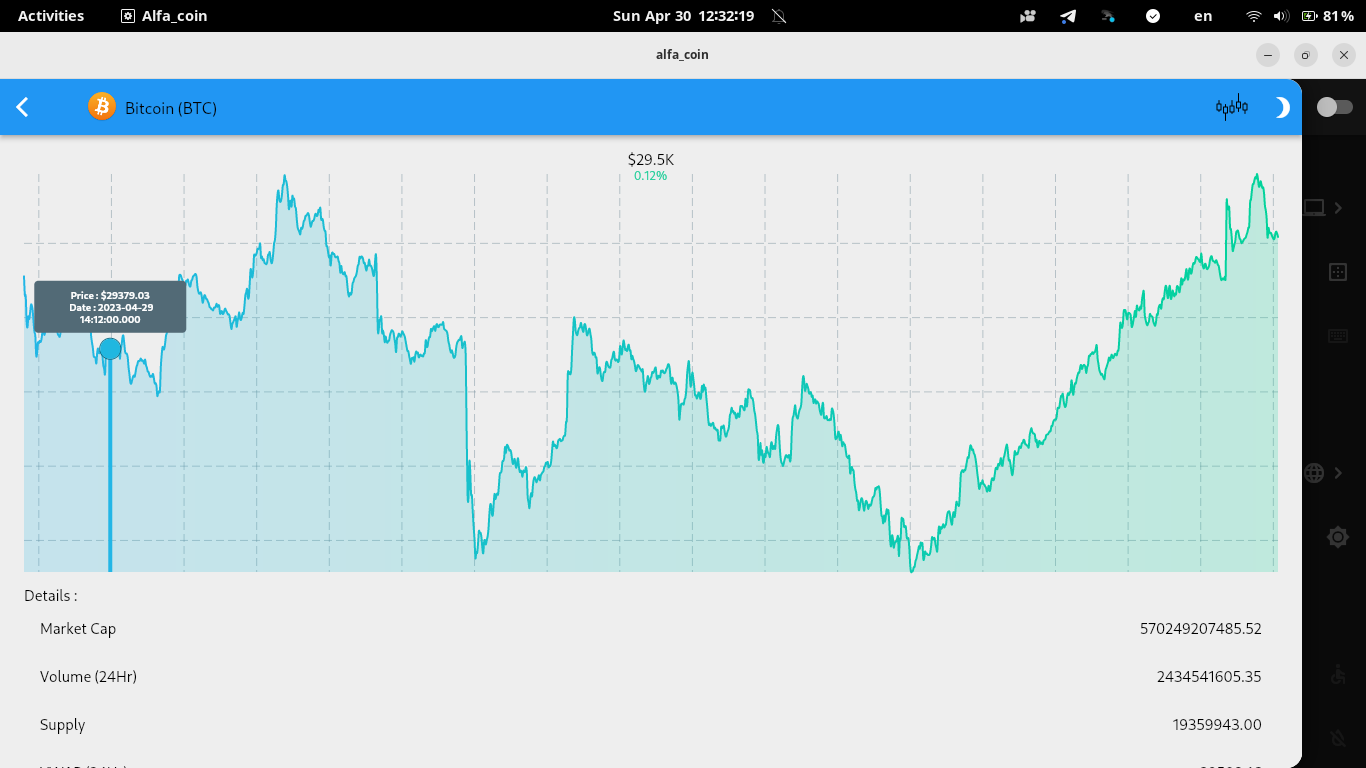 Activities
Alfa_coin
Sun Apr 30 12:32:19
en
81 %
alfa_coin
Bitcoin (BTC)
$29.5K
0.12%
Price : $29379.03
Date : 2023-04-29
14:12:00.000
Details :
Market Cap
570249207485.52
Volume (24Hr)
2434541605.35
Supply
19359943.00